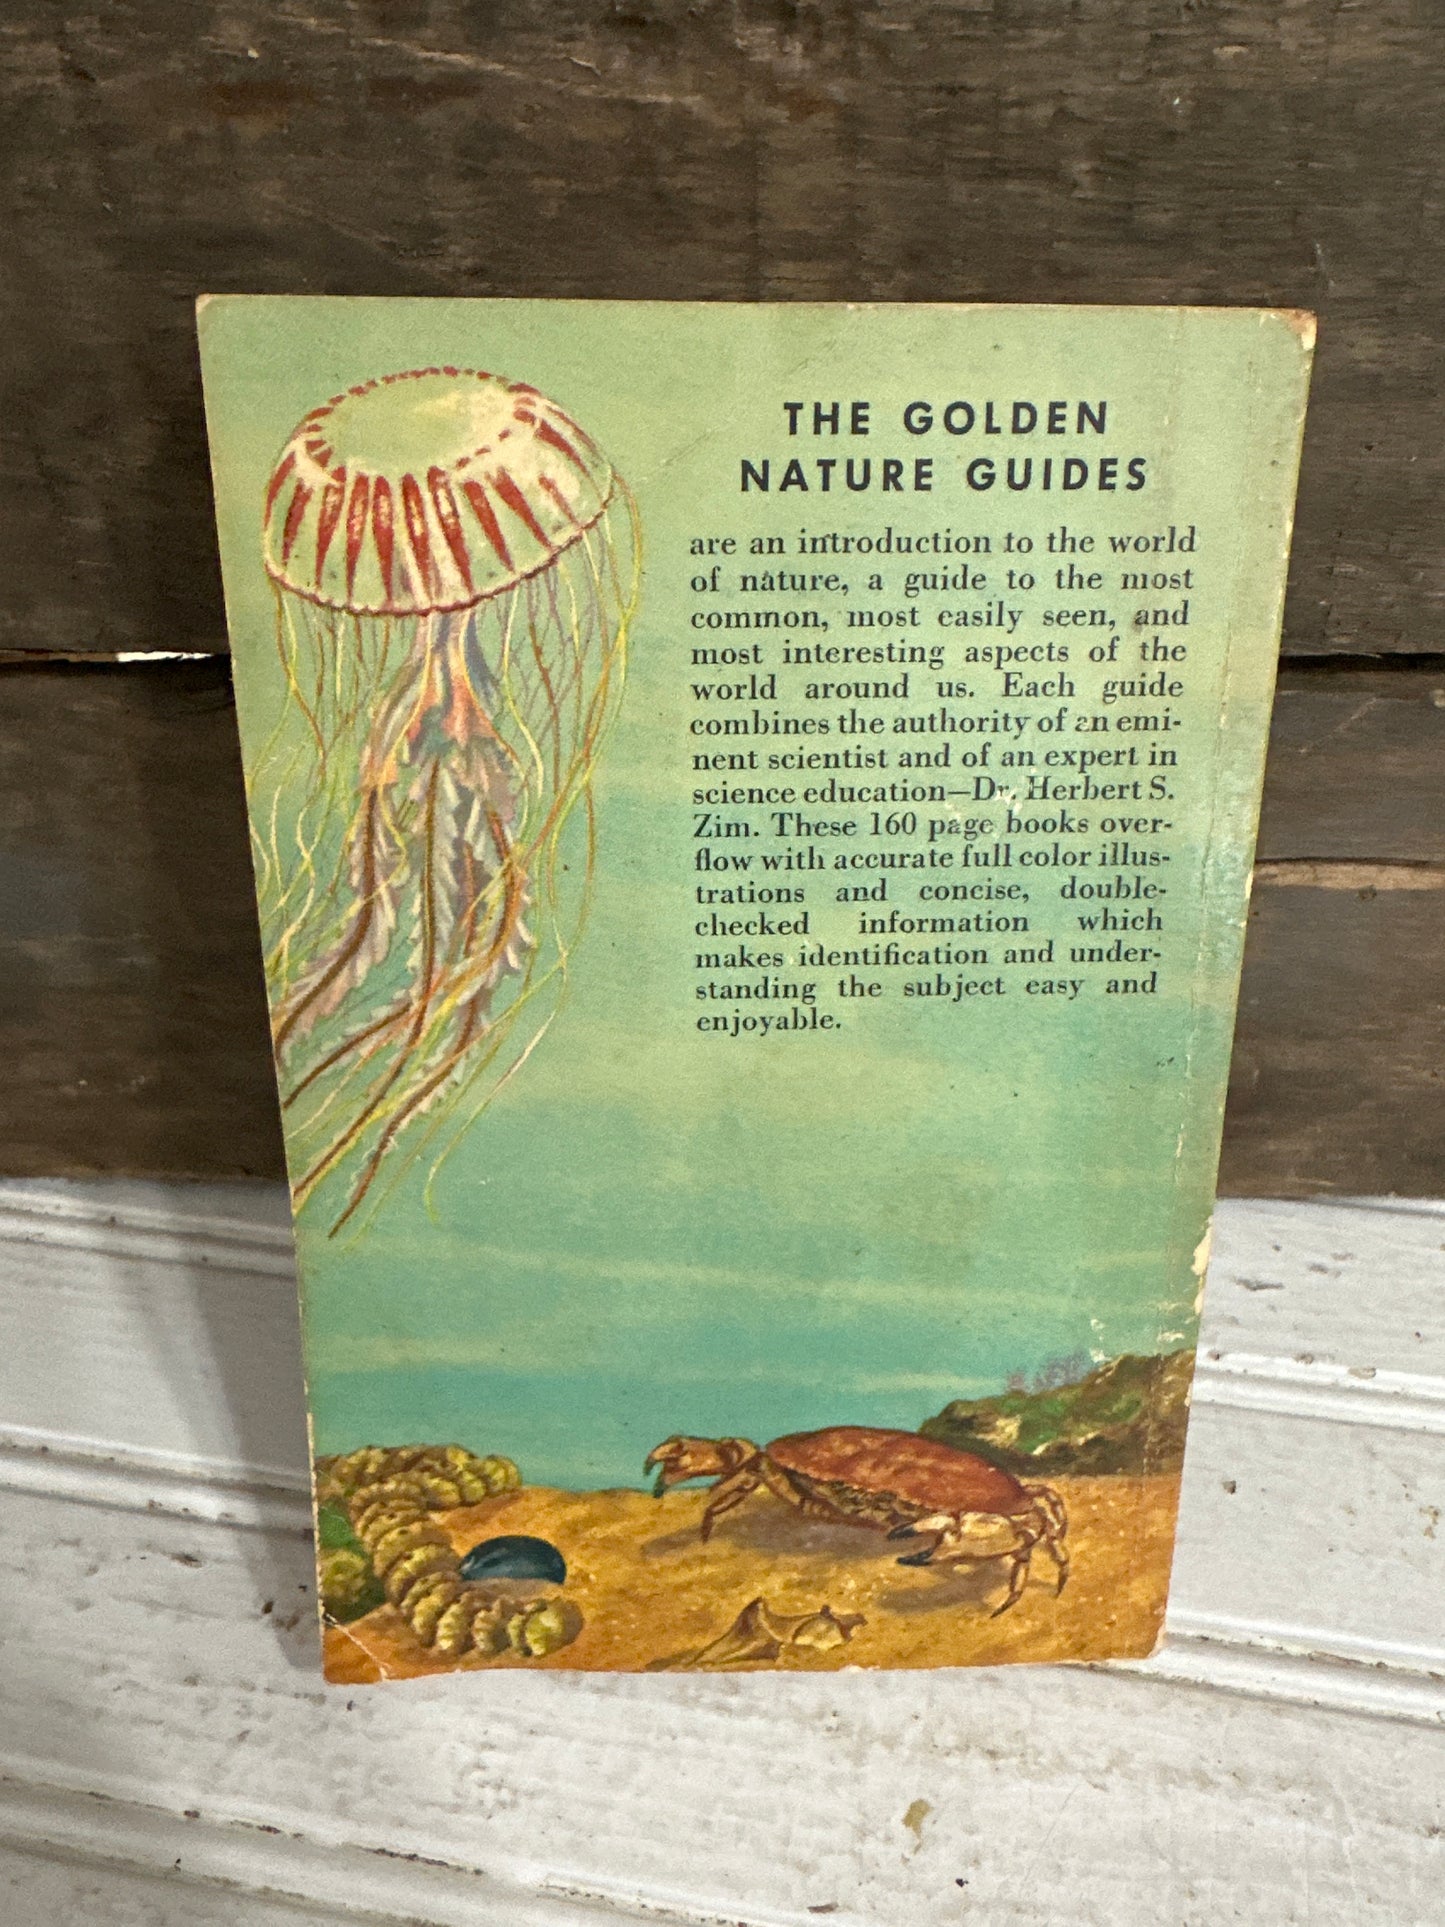 THE GOLDEN
NATURE GUIDES
are an introduction to the world
of nature, a guide to the most
common, most easily seen, and
most interesting aspects of the
world around us. Each guide
combines the authority of an emi-
nent scientist and of an expert in
science education—Dr. Herbert S.
Zim. These 160 page books over-
flow with accurate full color illus-
trations and concise, double-
checked information which
makes identification and under-
standing the subject easy and
enjoyable.